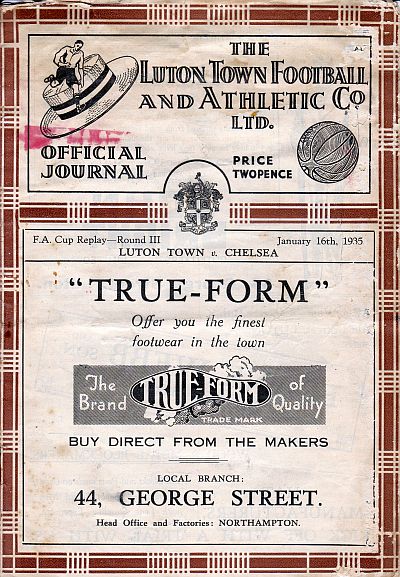 THE
LUTON TOWN FOOTBALL
AND ATHLETIC Co
LTD.
OFFICIAL
JOURNAL
PRICE
TWOPENCE
F.A. Cup Replay—Round III
January 16th, 1935
LUTON TOWN v. CHELSEA
"TRUE-FORM"
Offer you the finest
footwear in the town
The Brand
TRUE-FORM
TRADE MARK
of Quality
BUY DIRECT FROM THE MAKERS
LOCAL BRANCH:
44, GEORGE STREET.
Head Office and Factories: NORTHAMPTON.